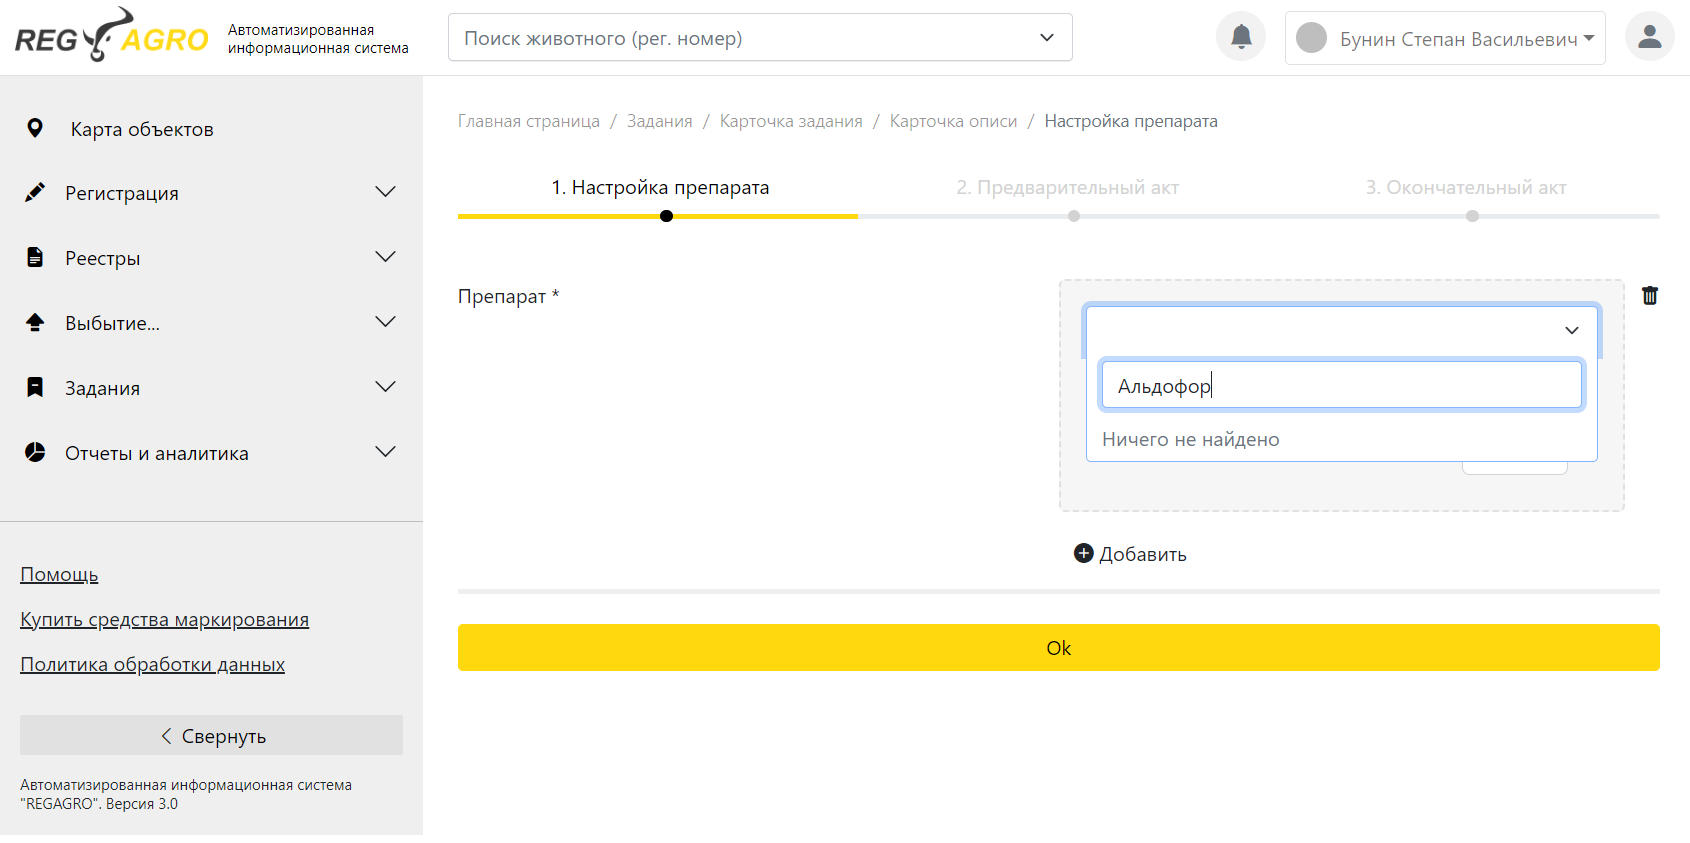 REG AGRO
Автоматизированная
информационная система
Поиск животного (рег. номер)
Бунин Степан Васильевич
Карта объектов
Регистрация
Реестры
Выбытие...
Задания
Отчеты и аналитика
Помощь
Купить средства маркирования
Политика обработки данных
Свернуть
Автоматизированная информационная система
"REGAGRO". Версия 3.0
Главная страница / Задания / Карточка задания / Карточка описи / Настройка препарата
1. Настройка препарата
2. Предварительный акт
3. Окончательный акт
Препарат *
Альдофор
Ничего не найдено
Добавить
Ok